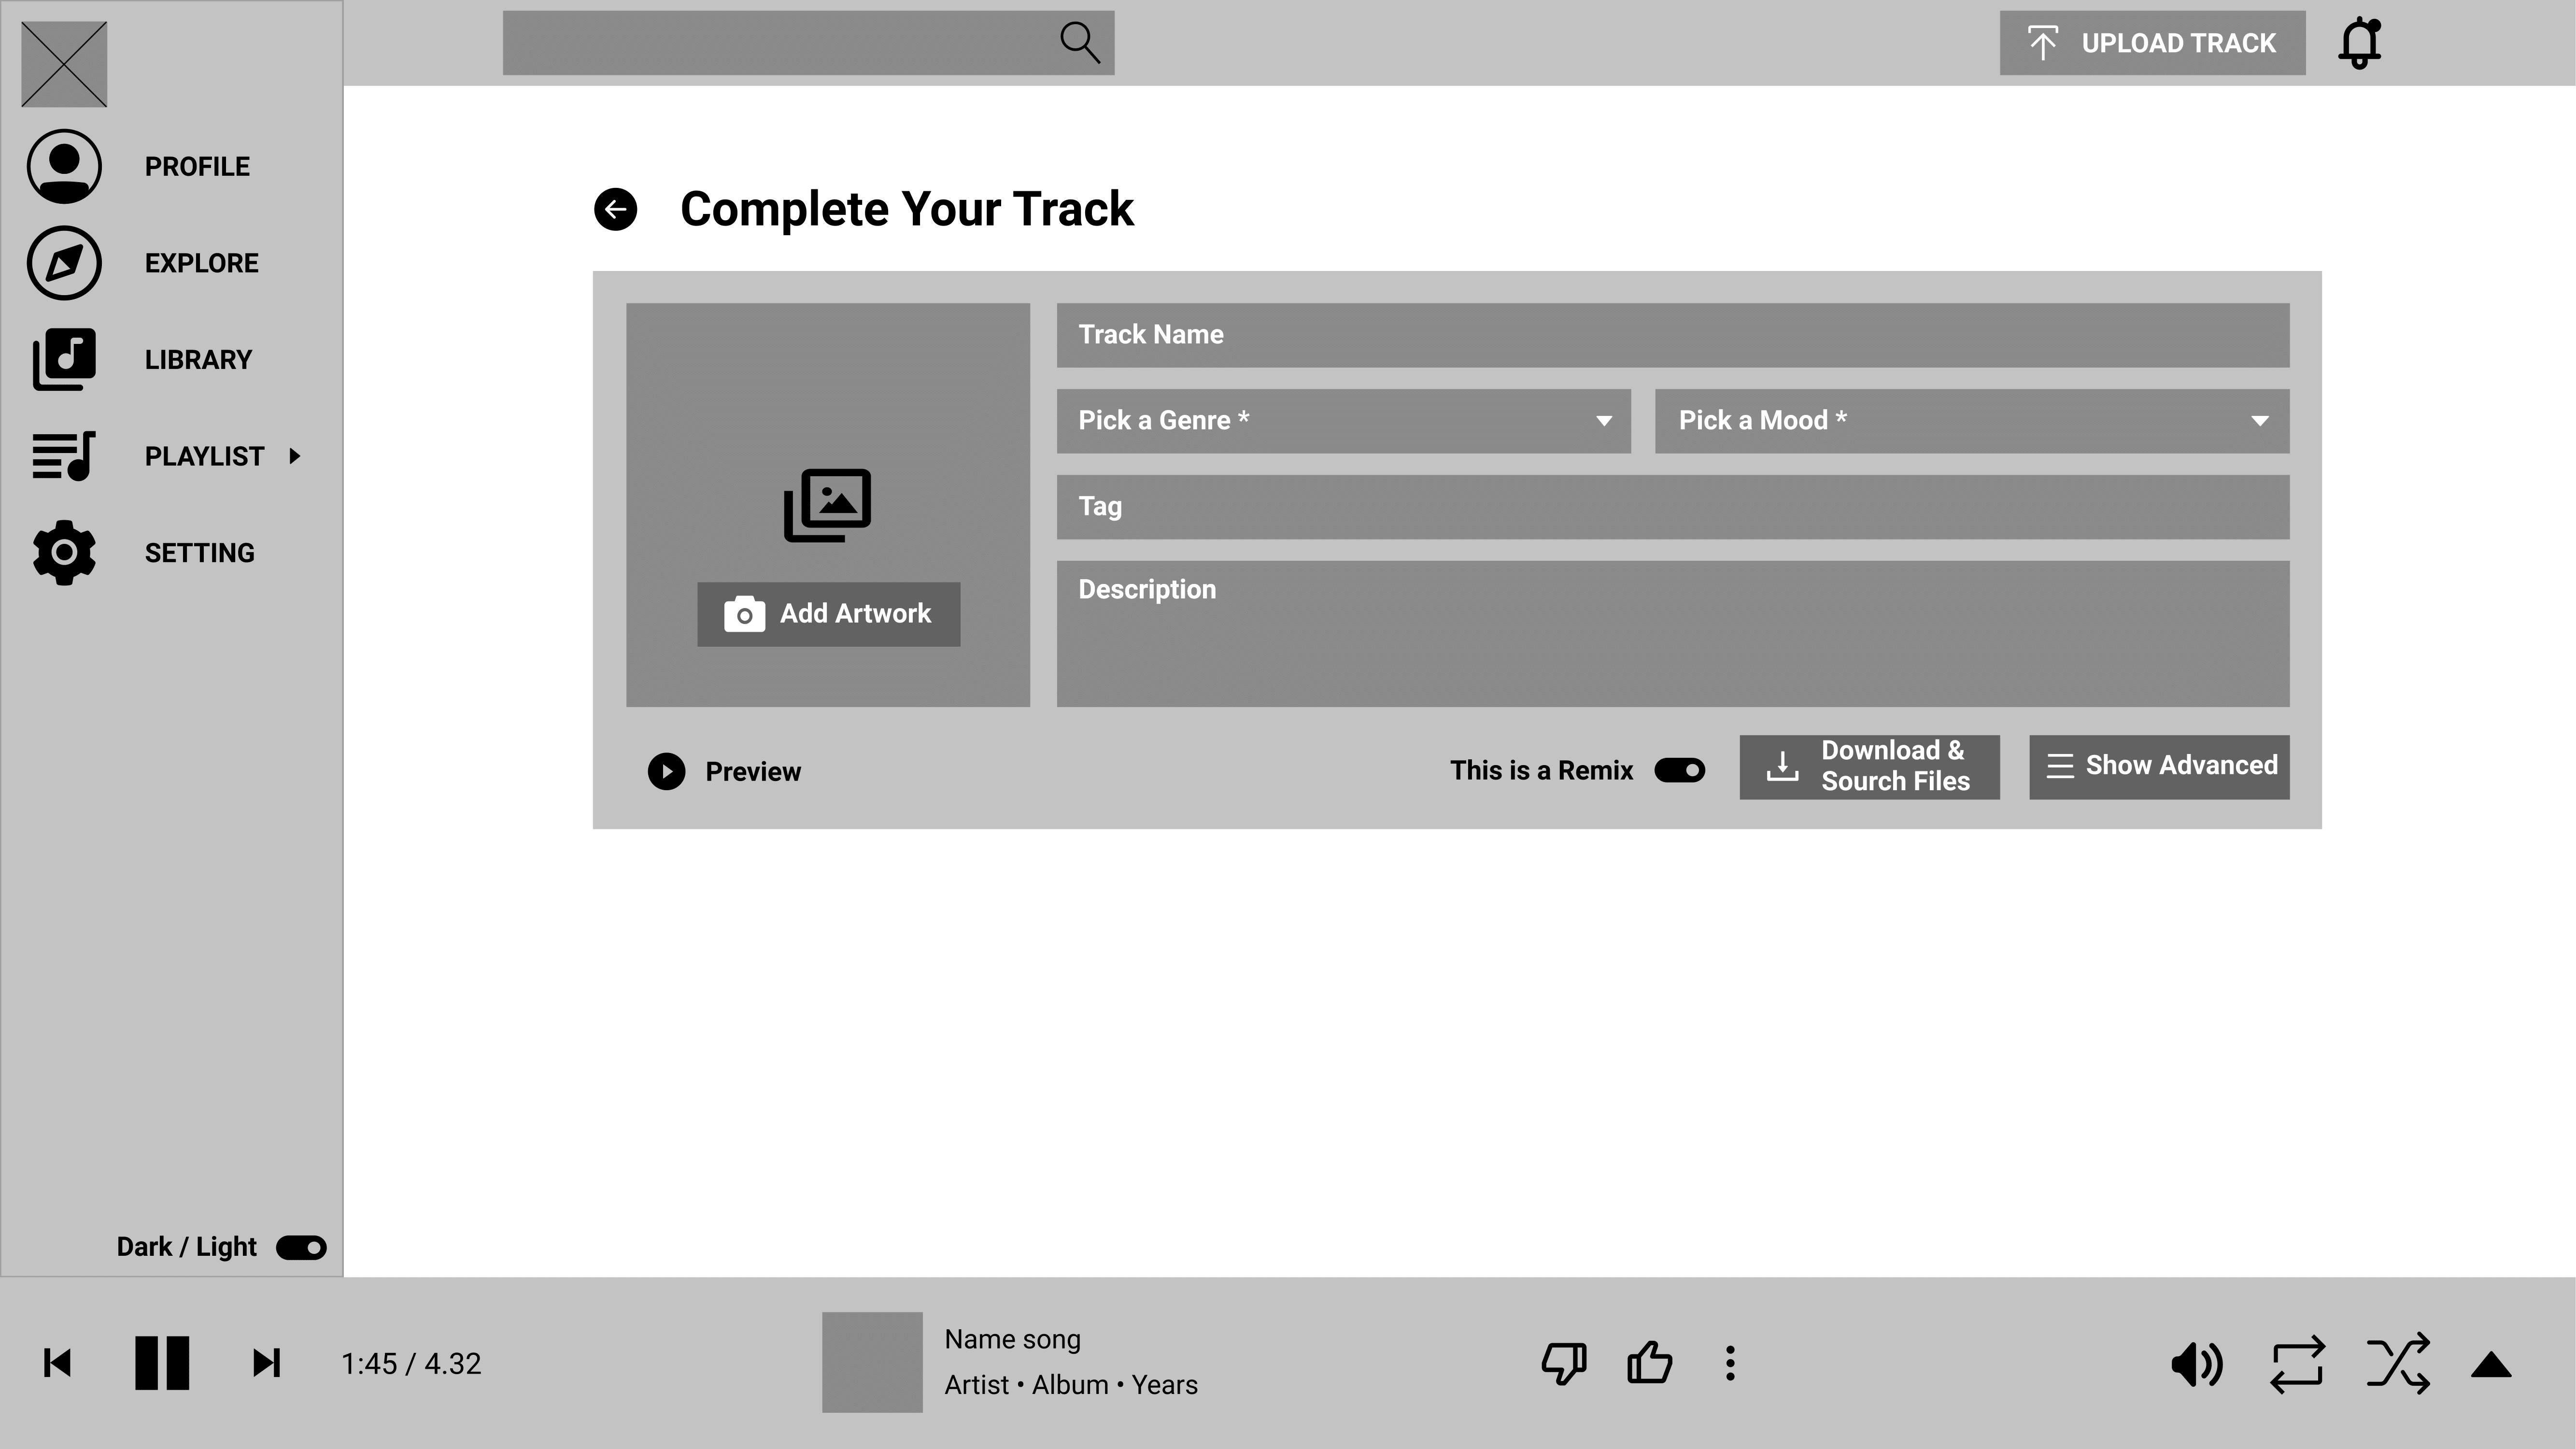 UPLOAD TRACK
PROFILE
EXPLORE
LIBRARY
PLAYLIST
SETTING
Complete Your Track
Track Name
Pick a Genre *
Pick a Mood *
Tag
Description
Add Artwork
Preview
This is a Remix
Download &
Sourch Files
Show Advanced
Dark / Light
1:45 / 4.32
Name song
Artist • Album • Years